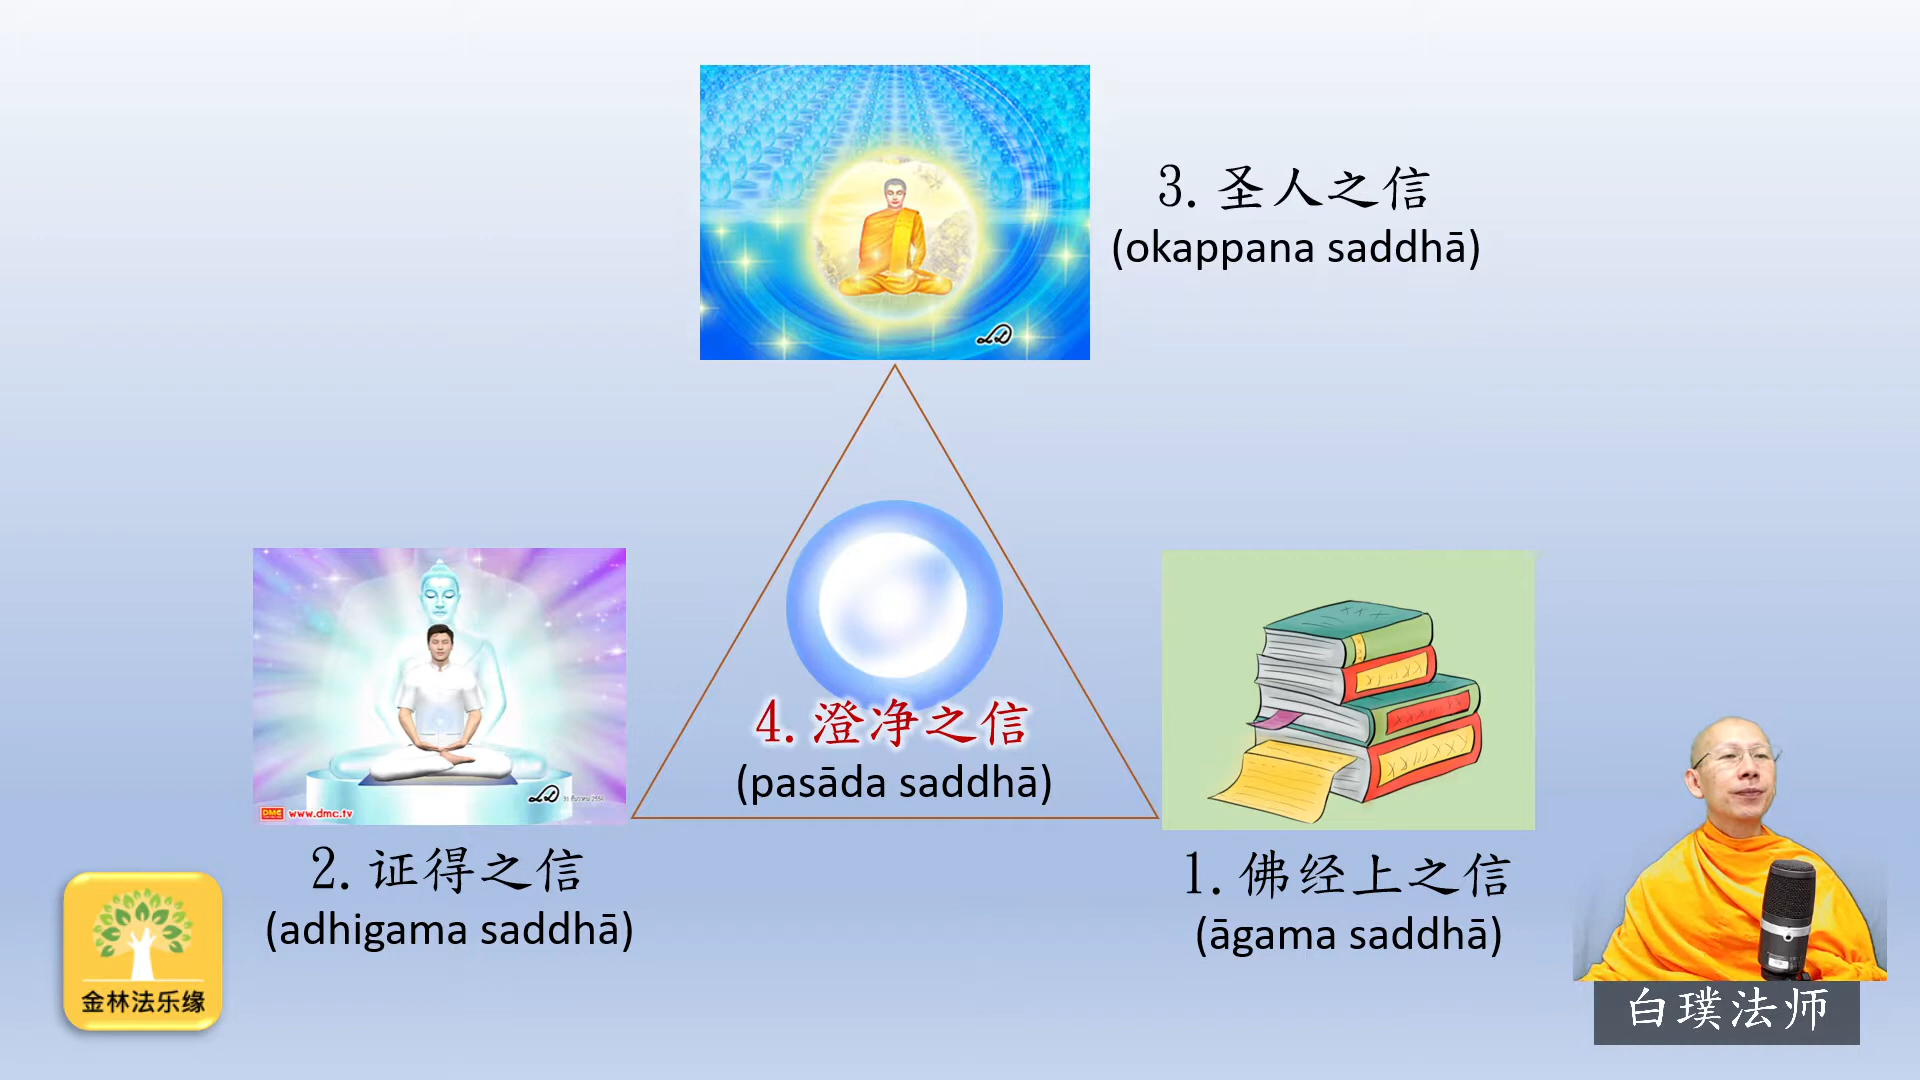 3. 圣人之信
(okappana saddhā)
4. 澄净之信
(pasāda saddhā)
DMC www.dmc.tv
2. 证得之信
(adhigama saddhā)
1. 佛经上之信
(āgama saddhā)
金林法乐缘
白璞法师